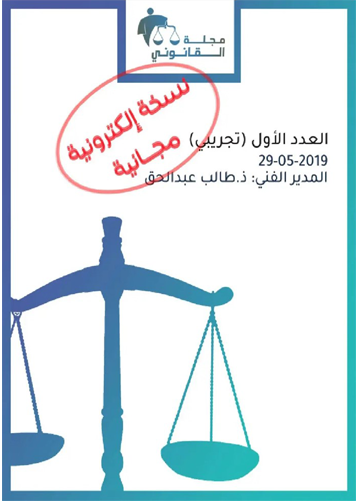 مجلة
القانوني
نسخة إلكترونية
مجانية
العدد الأول (تجريبي)
29-05-2019
المدير الفني: ذ.طالب عبدالحق